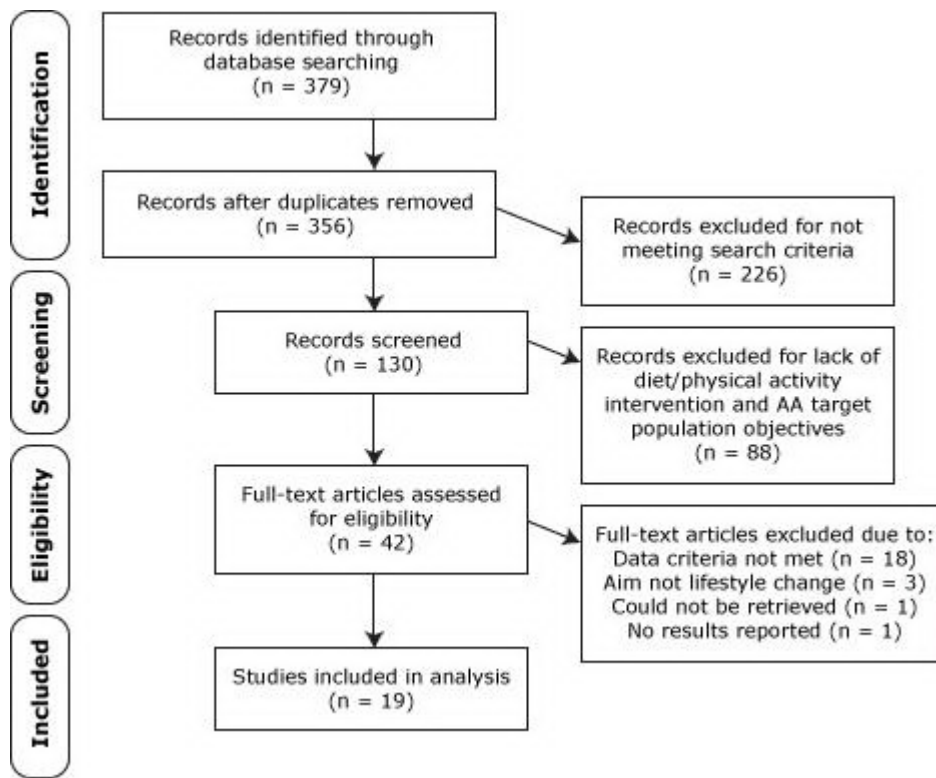 Identification
Records identified through
database searching
(n = 379)
Records after duplicates removed
(n = 356)
Records excluded for not
meeting search criteria
(n = 226)
Screening
Records screened
(n = 130)
Records excluded for lack of
diet/physical activity
intervention and AA target
population objectives
(n = 88)
Eligibility
Full-text articles assessed
for eligibility
(n = 42)
Full-text articles excluded due to:
Data criteria not met (n = 18)
Aim not lifestyle change (n = 3)
Could not be retrieved (n = 1)
No results reported (n = 1)
Included
Studies included in analysis
(n = 19)